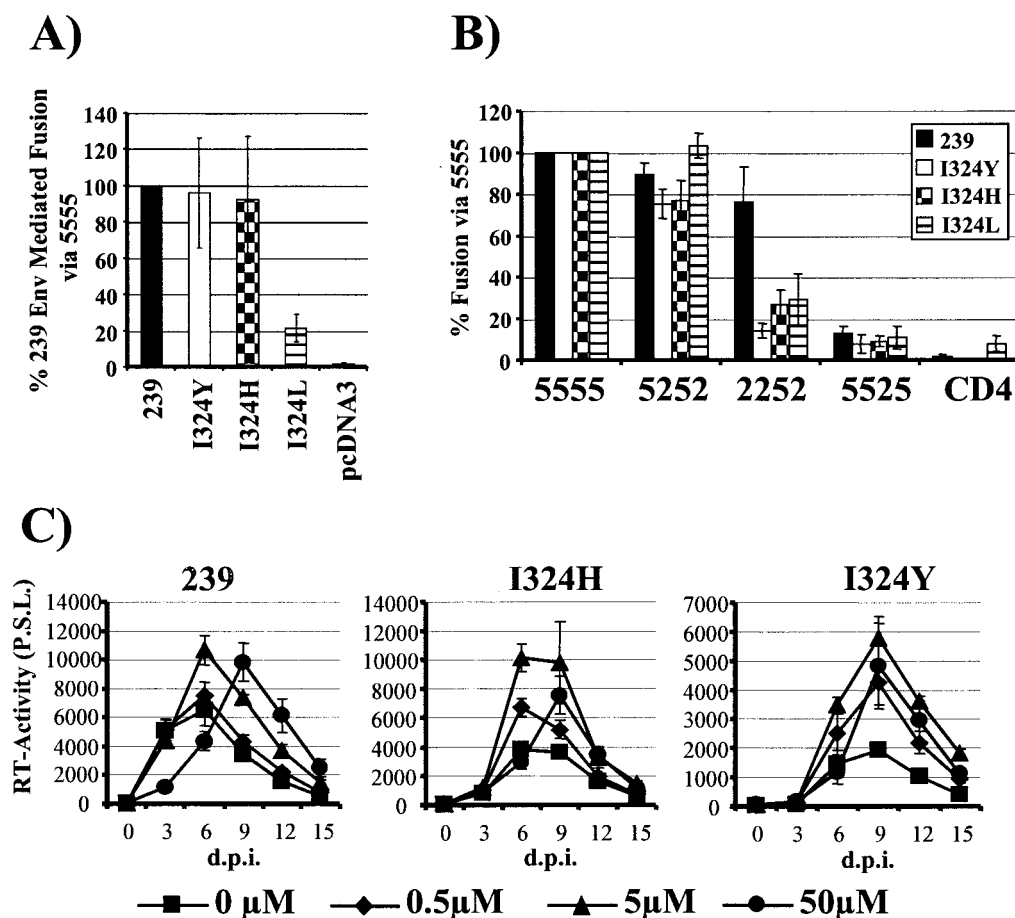 A)
% 239 Env Mediated Fusion
via 5555
140
120
100
80
60
40
20
0
239
I324Y
I324H
I324L
pcDNA3
B)
% Fusion via 5555
120
100
80
60
40
20
0
5555
5252
2252
5525
CD4
239
I324Y
I324H
I324L
C)
RT-Activity (P.S.L.)
239
14000
12000
10000
8000
6000
4000
2000
0
0 3 6 9 12 15
d.p.i.
I324H
14000
12000
10000
8000
6000
4000
2000
0
0 3 6 9 12 15
d.p.i.
I324Y
7000
6000
5000
4000
3000
2000
1000
0
0 3 6 9 12 15
d.p.i.
0 μM 0.5μM 5μM 50μM